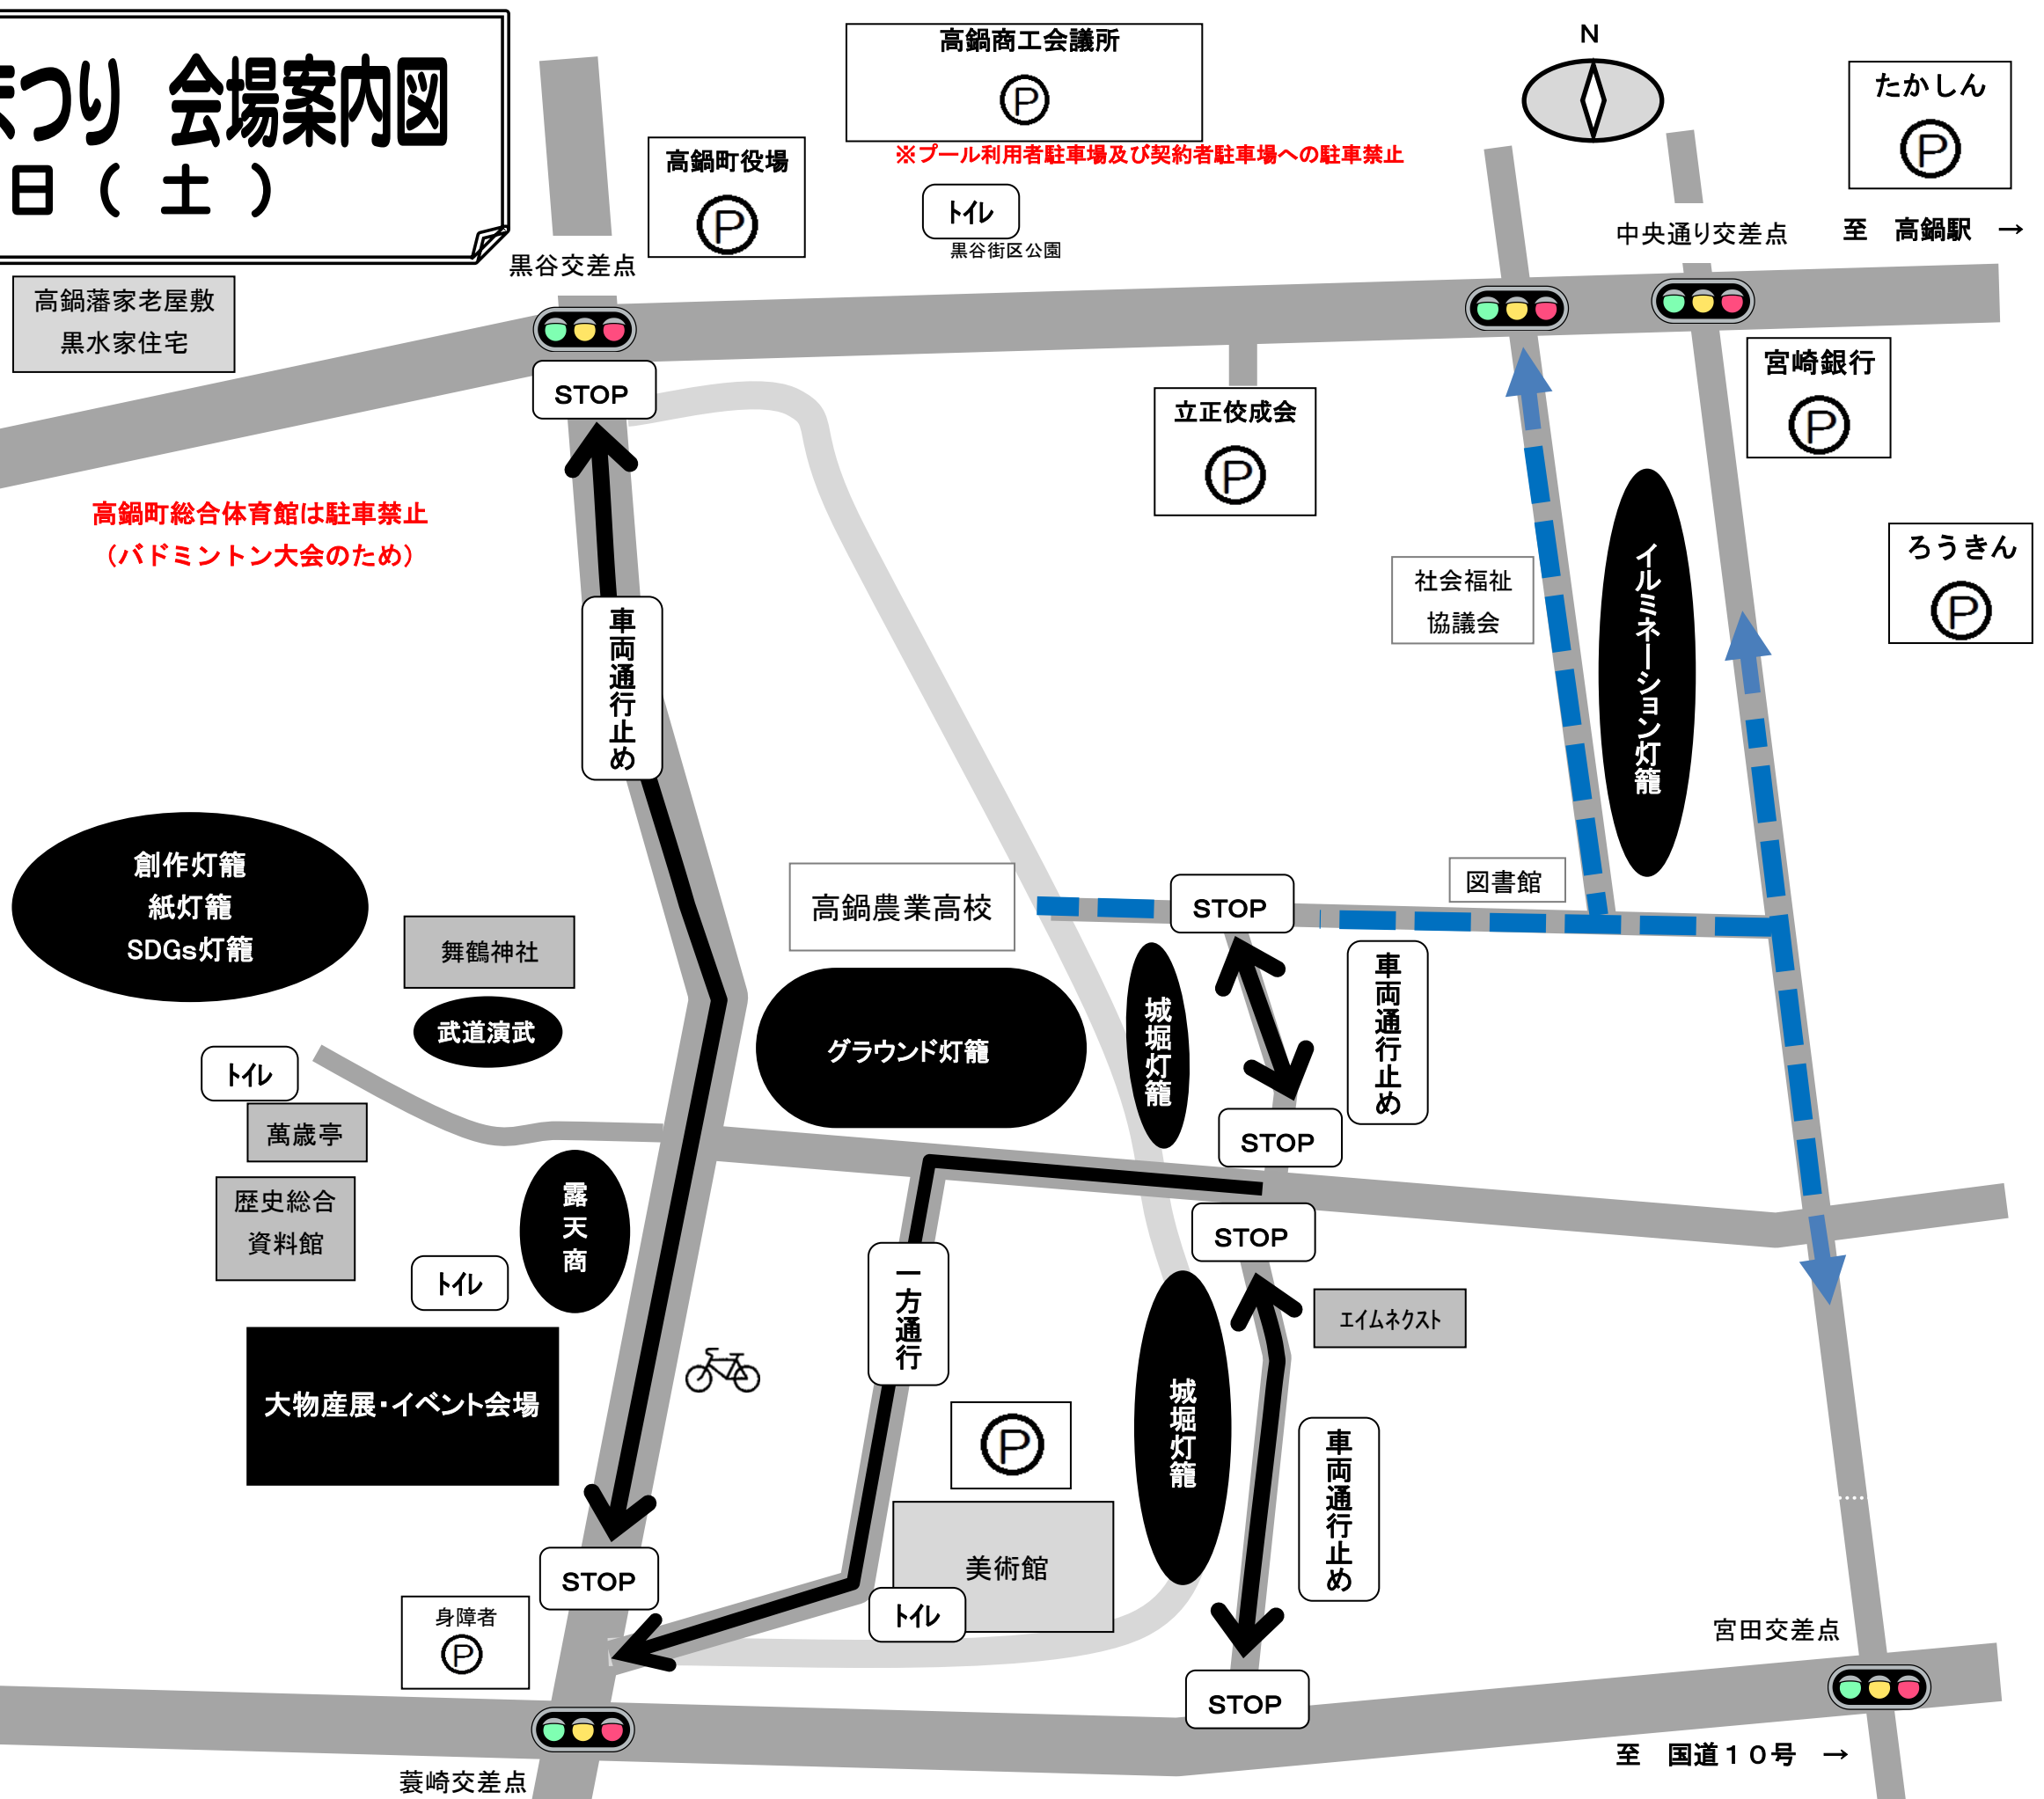 まつり 会場案内図
日(土)
高鍋商工会議所
P
※プール利用者駐車場及び契約者駐車場への駐車禁止
N
たかしん
P
高鍋町役場
P
トイレ
黒谷街区公園
中央通り交差点
至 高鍋駅 →
黒谷交差点
高鍋藩家老屋敷
黒水家住宅
STOP
宮崎銀行
P
立正佼成会
P
高鍋町総合体育館は駐車禁止
(バドミントン大会のため)
ろうきん
P
社会福祉
協議会
イルミネーション灯籠
車両通行止め
創作灯籠
紙灯籠
SDGs灯籠
舞鶴神社
武道演武
高鍋農業高校
STOP
図書館
グラウンド灯籠
城堀灯籠
車両通行止め
トイレ
萬歳亭
STOP
歴史総合
資料館
露天商
STOP
トイレ
一方通行
エイムネクスト
大物産展・イベント会場
P
城堀灯籠
車両通行止め
美術館
STOP
トイレ
身障者
P
宮田交差点
STOP
至 国道10号 →
蓑崎交差点